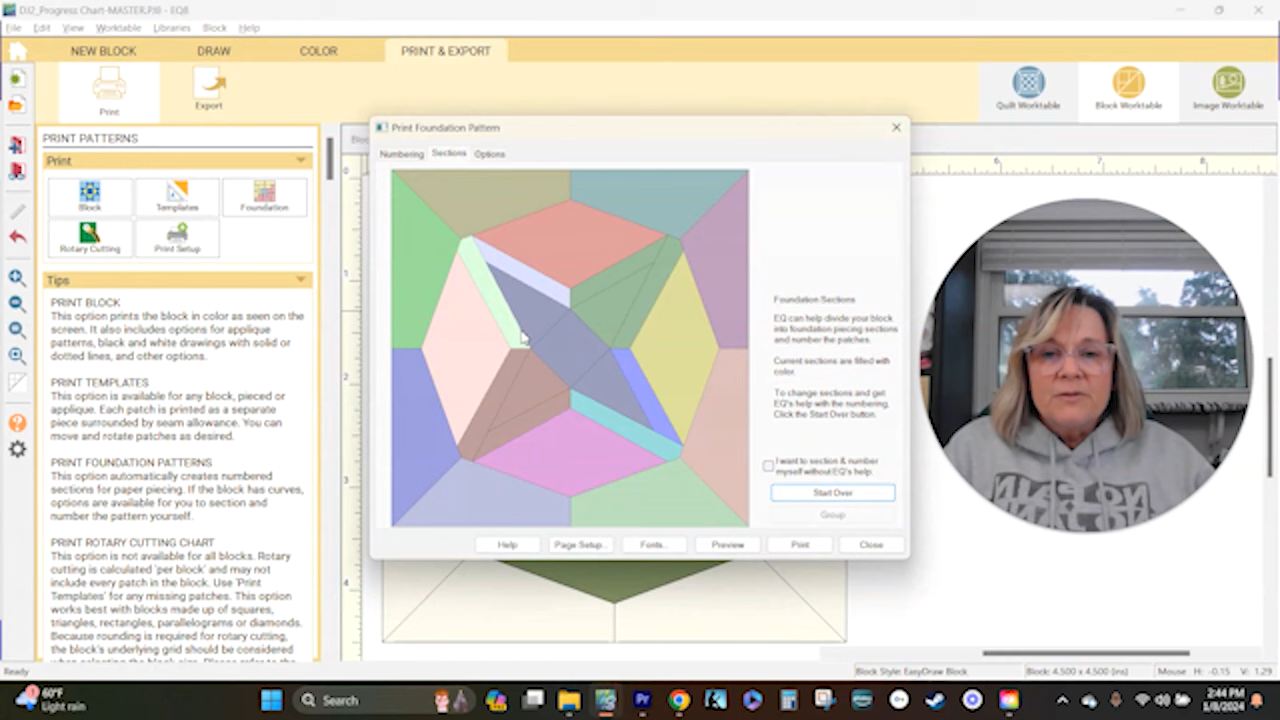 DJ2_Progress Chart-MASTER.PJ8 - EQ8
File Edit View Worktable Libraries Block Help
NEW BLOCK DRAW COLOR PRINT & EXPORT
Print Export Quilt Worktable Block Worktable Image Worktable
PRINT PATTERNS
Print
Block Templates Foundation
Rotary Cutting Print Setup
Tips
PRINT BLOCK
This option prints the block in color as seen on the
screen. It also includes options for applique
patterns, black and white drawings with solid or
dotted lines, and other options.
PRINT TEMPLATES
This option is available for any block, pieced or
applique. Each patch is printed as a separate
piece surrounded by seam allowance. You can
move and rotate patches as desired.
PRINT FOUNDATION PATTERNS
This option automatically creates numbered
sections for paper piecing. If the block has curves,
options are available for you to section and
number the pattern yourself.
PRINT ROTARY CUTTING CHART
This option is not available for all blocks. Rotary
cutting is calculated 'per block' and may not
include every patch in the block. Use 'Print
Templates' for any missing patches. This option
works best with blocks made up of squares,
triangles, rectangles, parallelograms or diamonds.
Because rounding is required for rotary cutting,
the block's underlying grid should be considered
Print Foundation Pattern
Numbering Sections Options
Foundation Sections
EQ can help divide your block
into foundation piecing sections
and number the patches.
Current sections are filled with
color.
To change sections and get
EQ's help with the numbering,
Click the Start Over button.
I want to section & number
myself without EQ's help.
Start Over
Group
Help Page Setup... Fonts... Preview Print Close
0
1
2
3
4
6 7 8
Ready Block Style: EasyDraw Block Block: 4.500 x 4.500 (ins) Mouse H: -0.15 V: 1.29
60°F
Light rain
Search
2:44 PM
5/8/2024